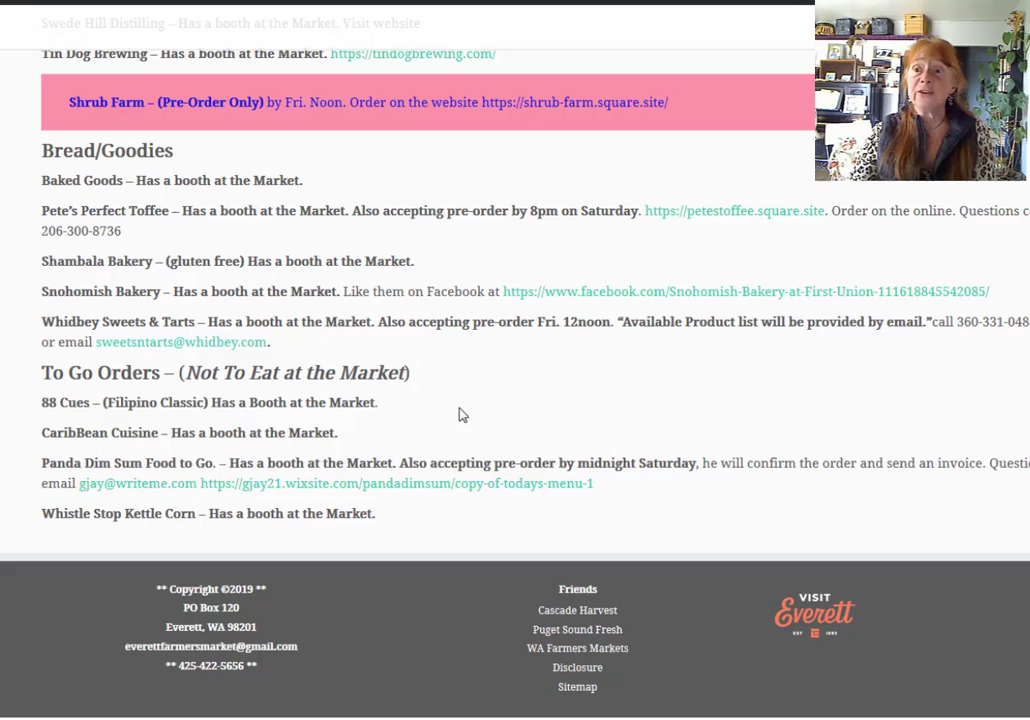 Swede Hill Distilling – Has a booth at the Market. Visit website
Tin Dog Brewing – Has a booth at the Market. https://tindogbrewing.com/
Shrub Farm – (Pre-Order Only) by Fri. Noon. Order on the website https://shrub-farm.square.site/
Bread/Goodies
Baked Goods – Has a booth at the Market.
Pete's Perfect Toffee – Has a booth at the Market. Also accepting pre-order by 8pm on Saturday. https://petestoffee.square.site. Order on the online. Questions
206-300-8736
Shambala Bakery – (gluten free) Has a booth at the Market.
Snohomish Bakery – Has a booth at the Market. Like them on Facebook at https://www.facebook.com/Snohomish-Bakery-at-First-Union-111618845542085/
Whidbey Sweets & Tarts – Has a booth at the Market. Also accepting pre-order Fri. 12noon. “Available Product list will be provided by email.”call 360-331-048
or email sweetsntarts@whidbey.com.
To Go Orders – (Not To Eat at the Market)
88 Cues – (Filipino Classic) Has a Booth at the Market.
CaribBean Cuisine – Has a booth at the Market.
Panda Dim Sum Food to Go. – Has a booth at the Market. Also accepting pre-order by midnight Saturday, he will confirm the order and send an invoice. Questi
email gjay@writeme.com https://gjay21.wixsite.com/pandadimsum/copy-of-todays-menu-1
Whistle Stop Kettle Corn – Has a booth at the Market.
** Copyright ©2019 **
PO Box 120
Everett, WA 98201
everettfarmersmarket@gmail.com
** 425-422-5656 **
Friends
Cascade Harvest
Puget Sound Fresh
WA Farmers Markets
Disclosure
Sitemap
VISIT
Everett